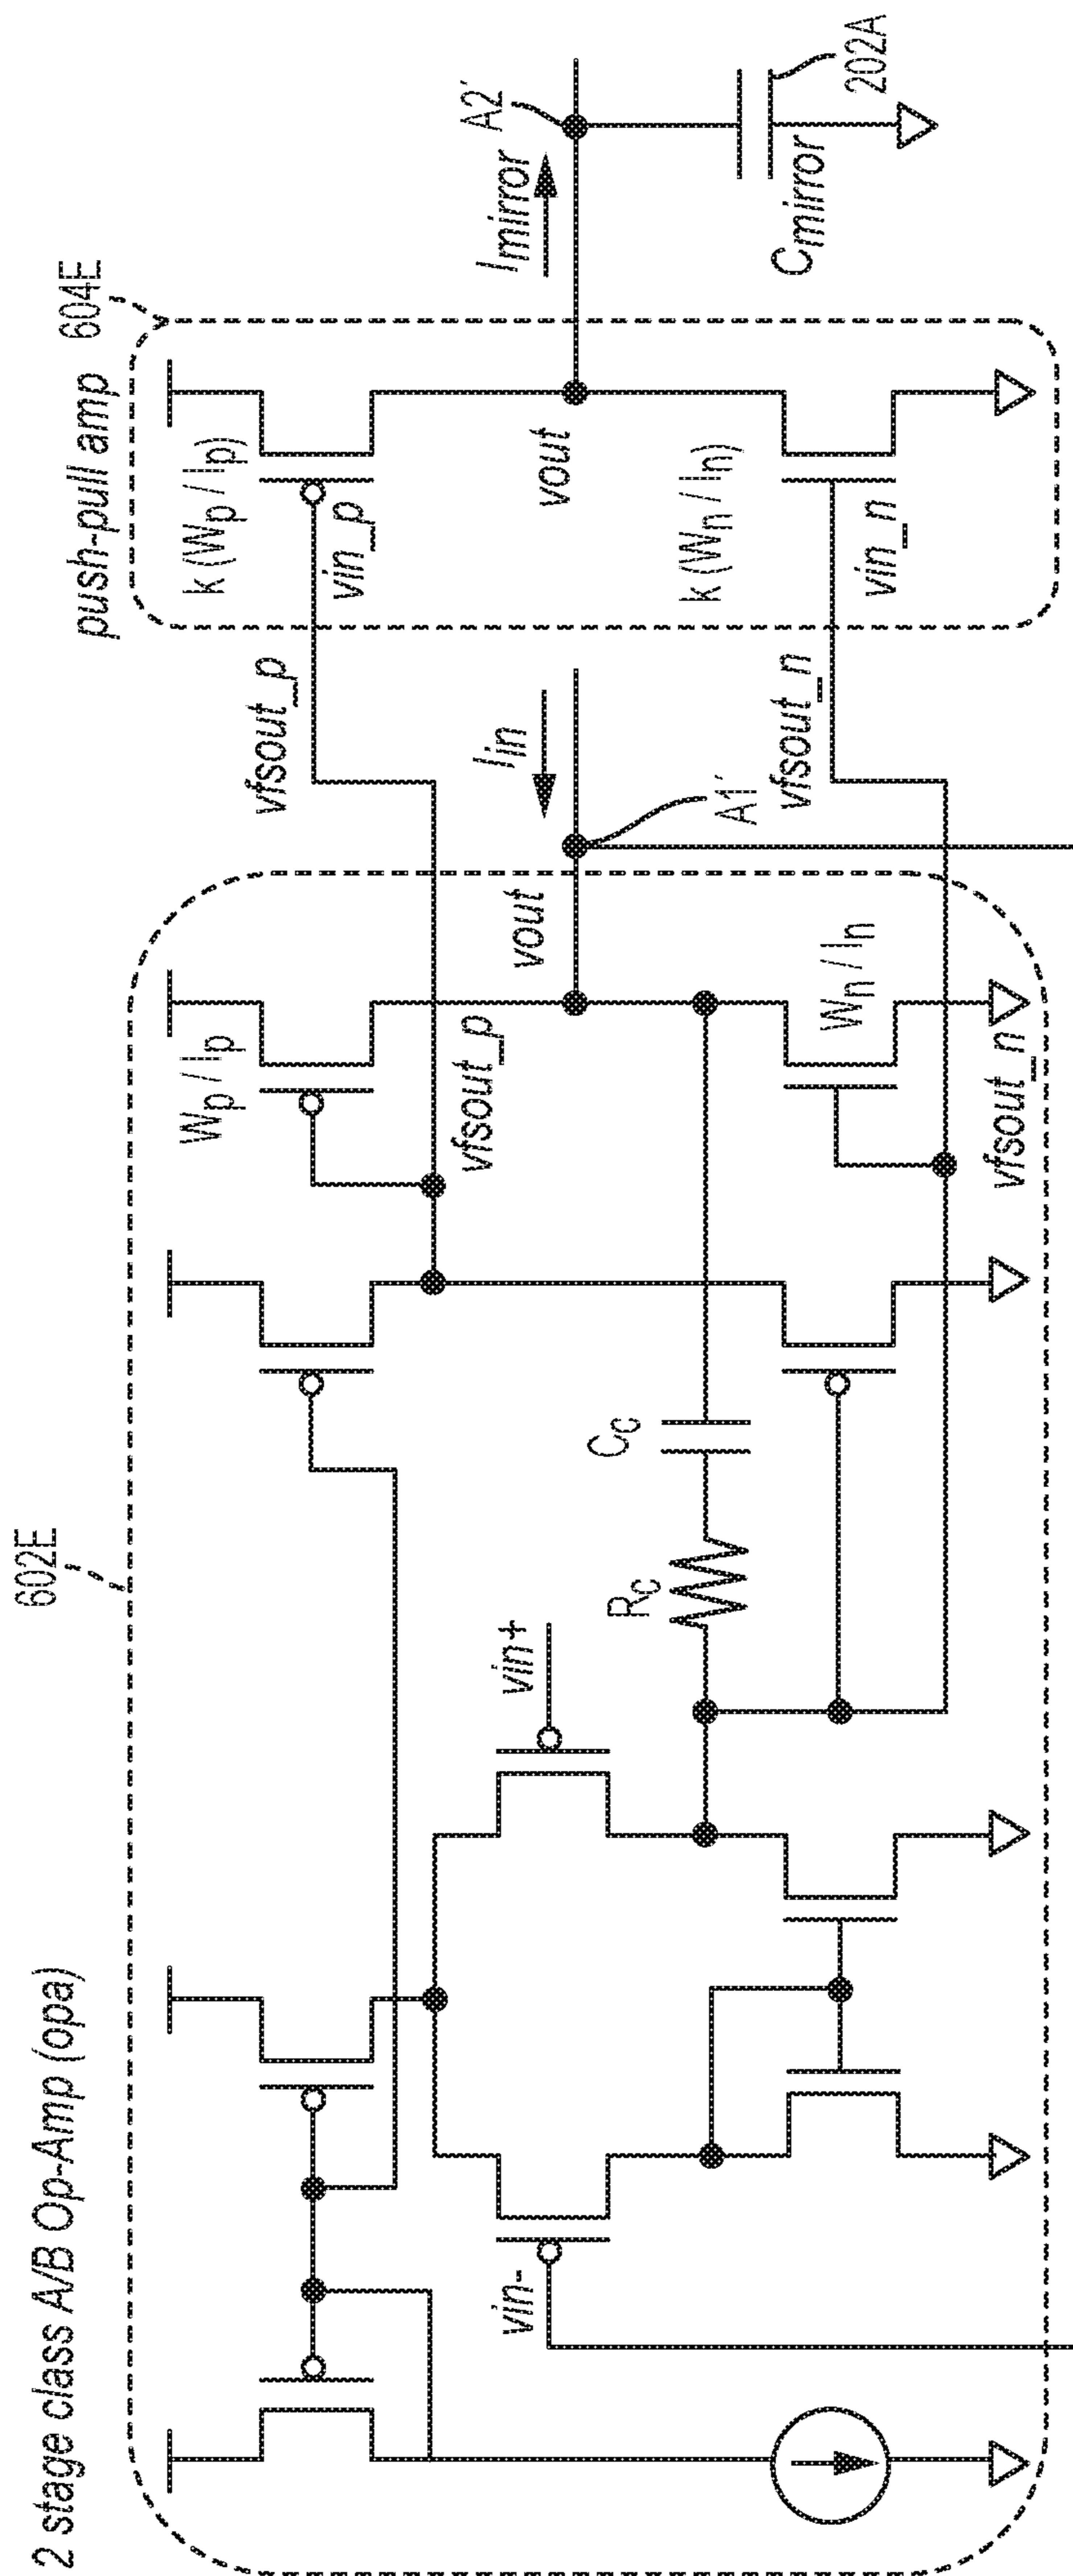 2 stage class A/B Op-Amp (opa)
602E
push-pull amp 604E
Wp / lp
k (Wp / lp)
vfsout_p
vin_p
vfsout_p
vin-
vin+
Rc
Cc
vout
Iin
A1′
vout
Imirror
A2′
Wn / ln
k (Wn / ln)
vfsout_n
vin_n
vfsout_n
Cmirror
202A